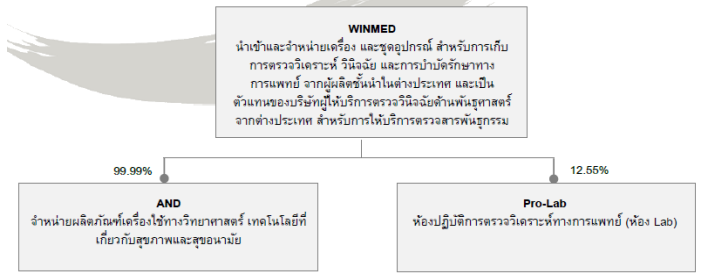 WINMED
นำเข้าและจำหน่ายเครื่อง และชุดอุปกรณ์ สำหรับการเก็บ
การตรวจวิเคราะห์ วินิจฉัย และการบำบัดรักษาทาง
การแพทย์ จากผู้ผลิตชั้นนำในต่างประเทศ และเป็น
ตัวแทนของบริษัทผู้ให้บริการตรวจวินิจฉัยด้านพันธุศาสตร์
จากต่างประเทศ สำหรับการให้บริการตรวจสารพันธุกรรม
99.99%
12.55%
AND
จำหน่ายผลิตภัณฑ์เครื่องใช้ทางวิทยาศาสตร์ เทคโนโลยีที่
เกี่ยวกับสุขภาพและสุขอนามัย
Pro-Lab
ห้องปฏิบัติการตรวจวิเคราะห์ทางการแพทย์ (ห้อง Lab)